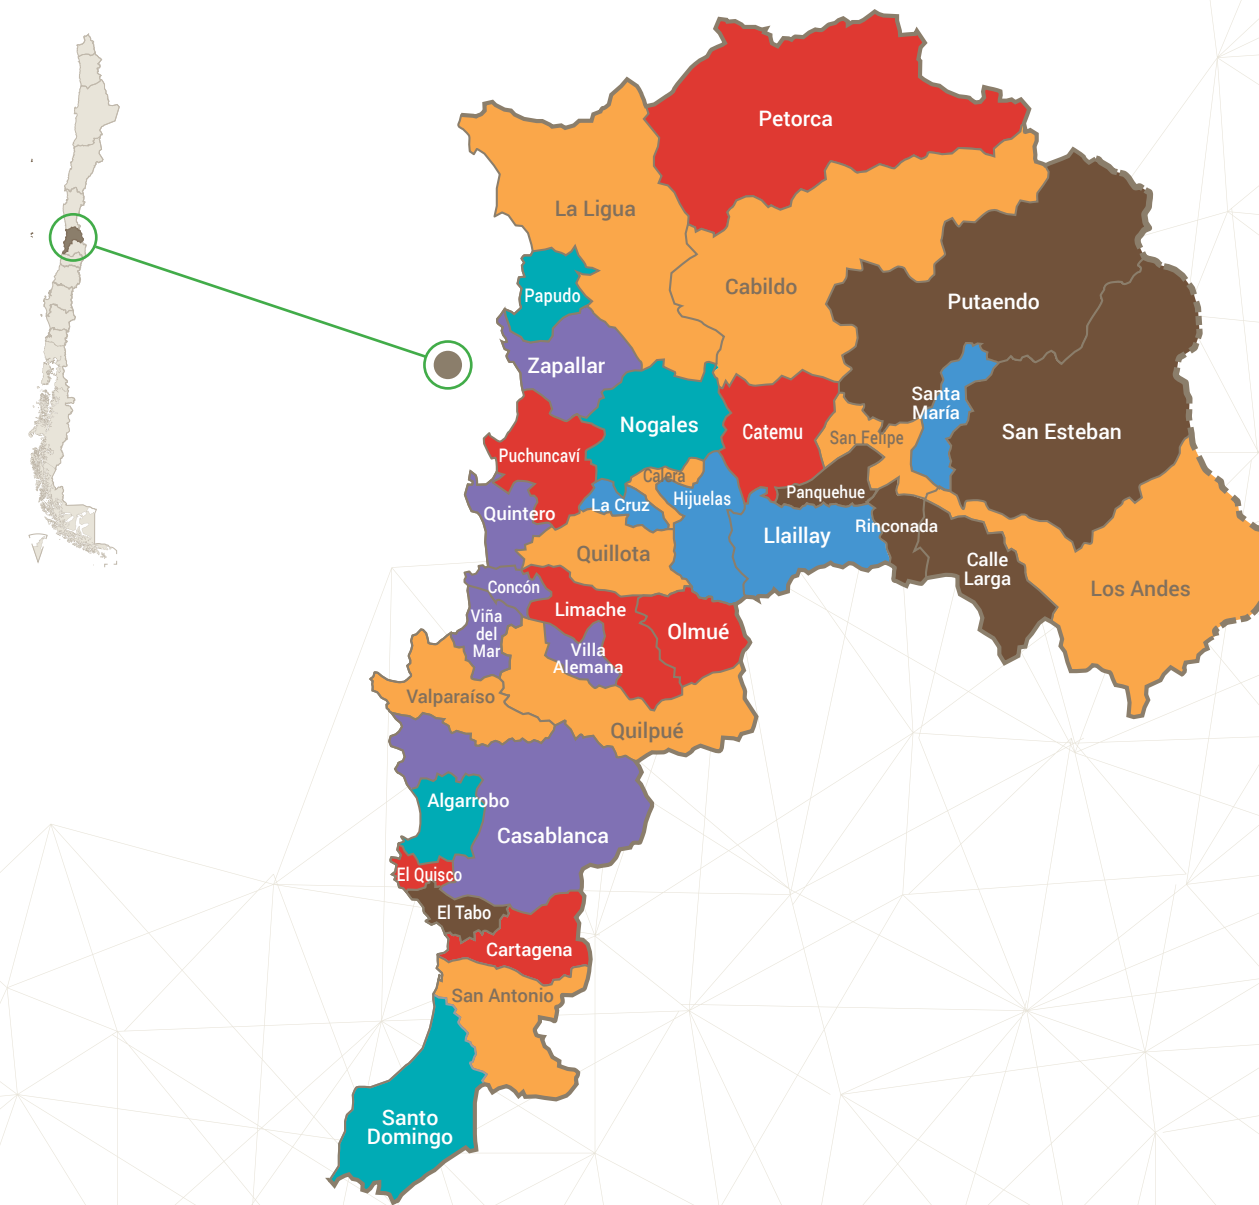 Petorca
La Ligua
Cabildo
Papudo
Putaendo
Zapallar
Santa
María
Nogales
Catemu
San Felipe
San Esteban
Puchuncaví
Calera
Panquehue
Hijuelas
La Cruz
Quintero
Rinconada
Llaillay
Quillota
Calle
Larga
Los Andes
Concón
Limache
Viña
del
Mar
Olmué
Villa
Alemana
Valparaíso
Quilpué
Algarrobo
Casablanca
El Quisco
El Tabo
Cartagena
San Antonio
Santo
Domingo